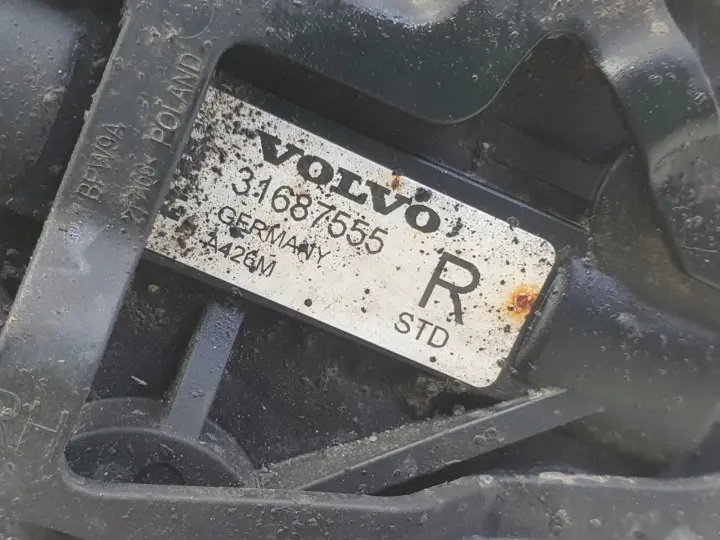 VOLVO
31687555
GERMANY
A426M
R
STD
POLAND